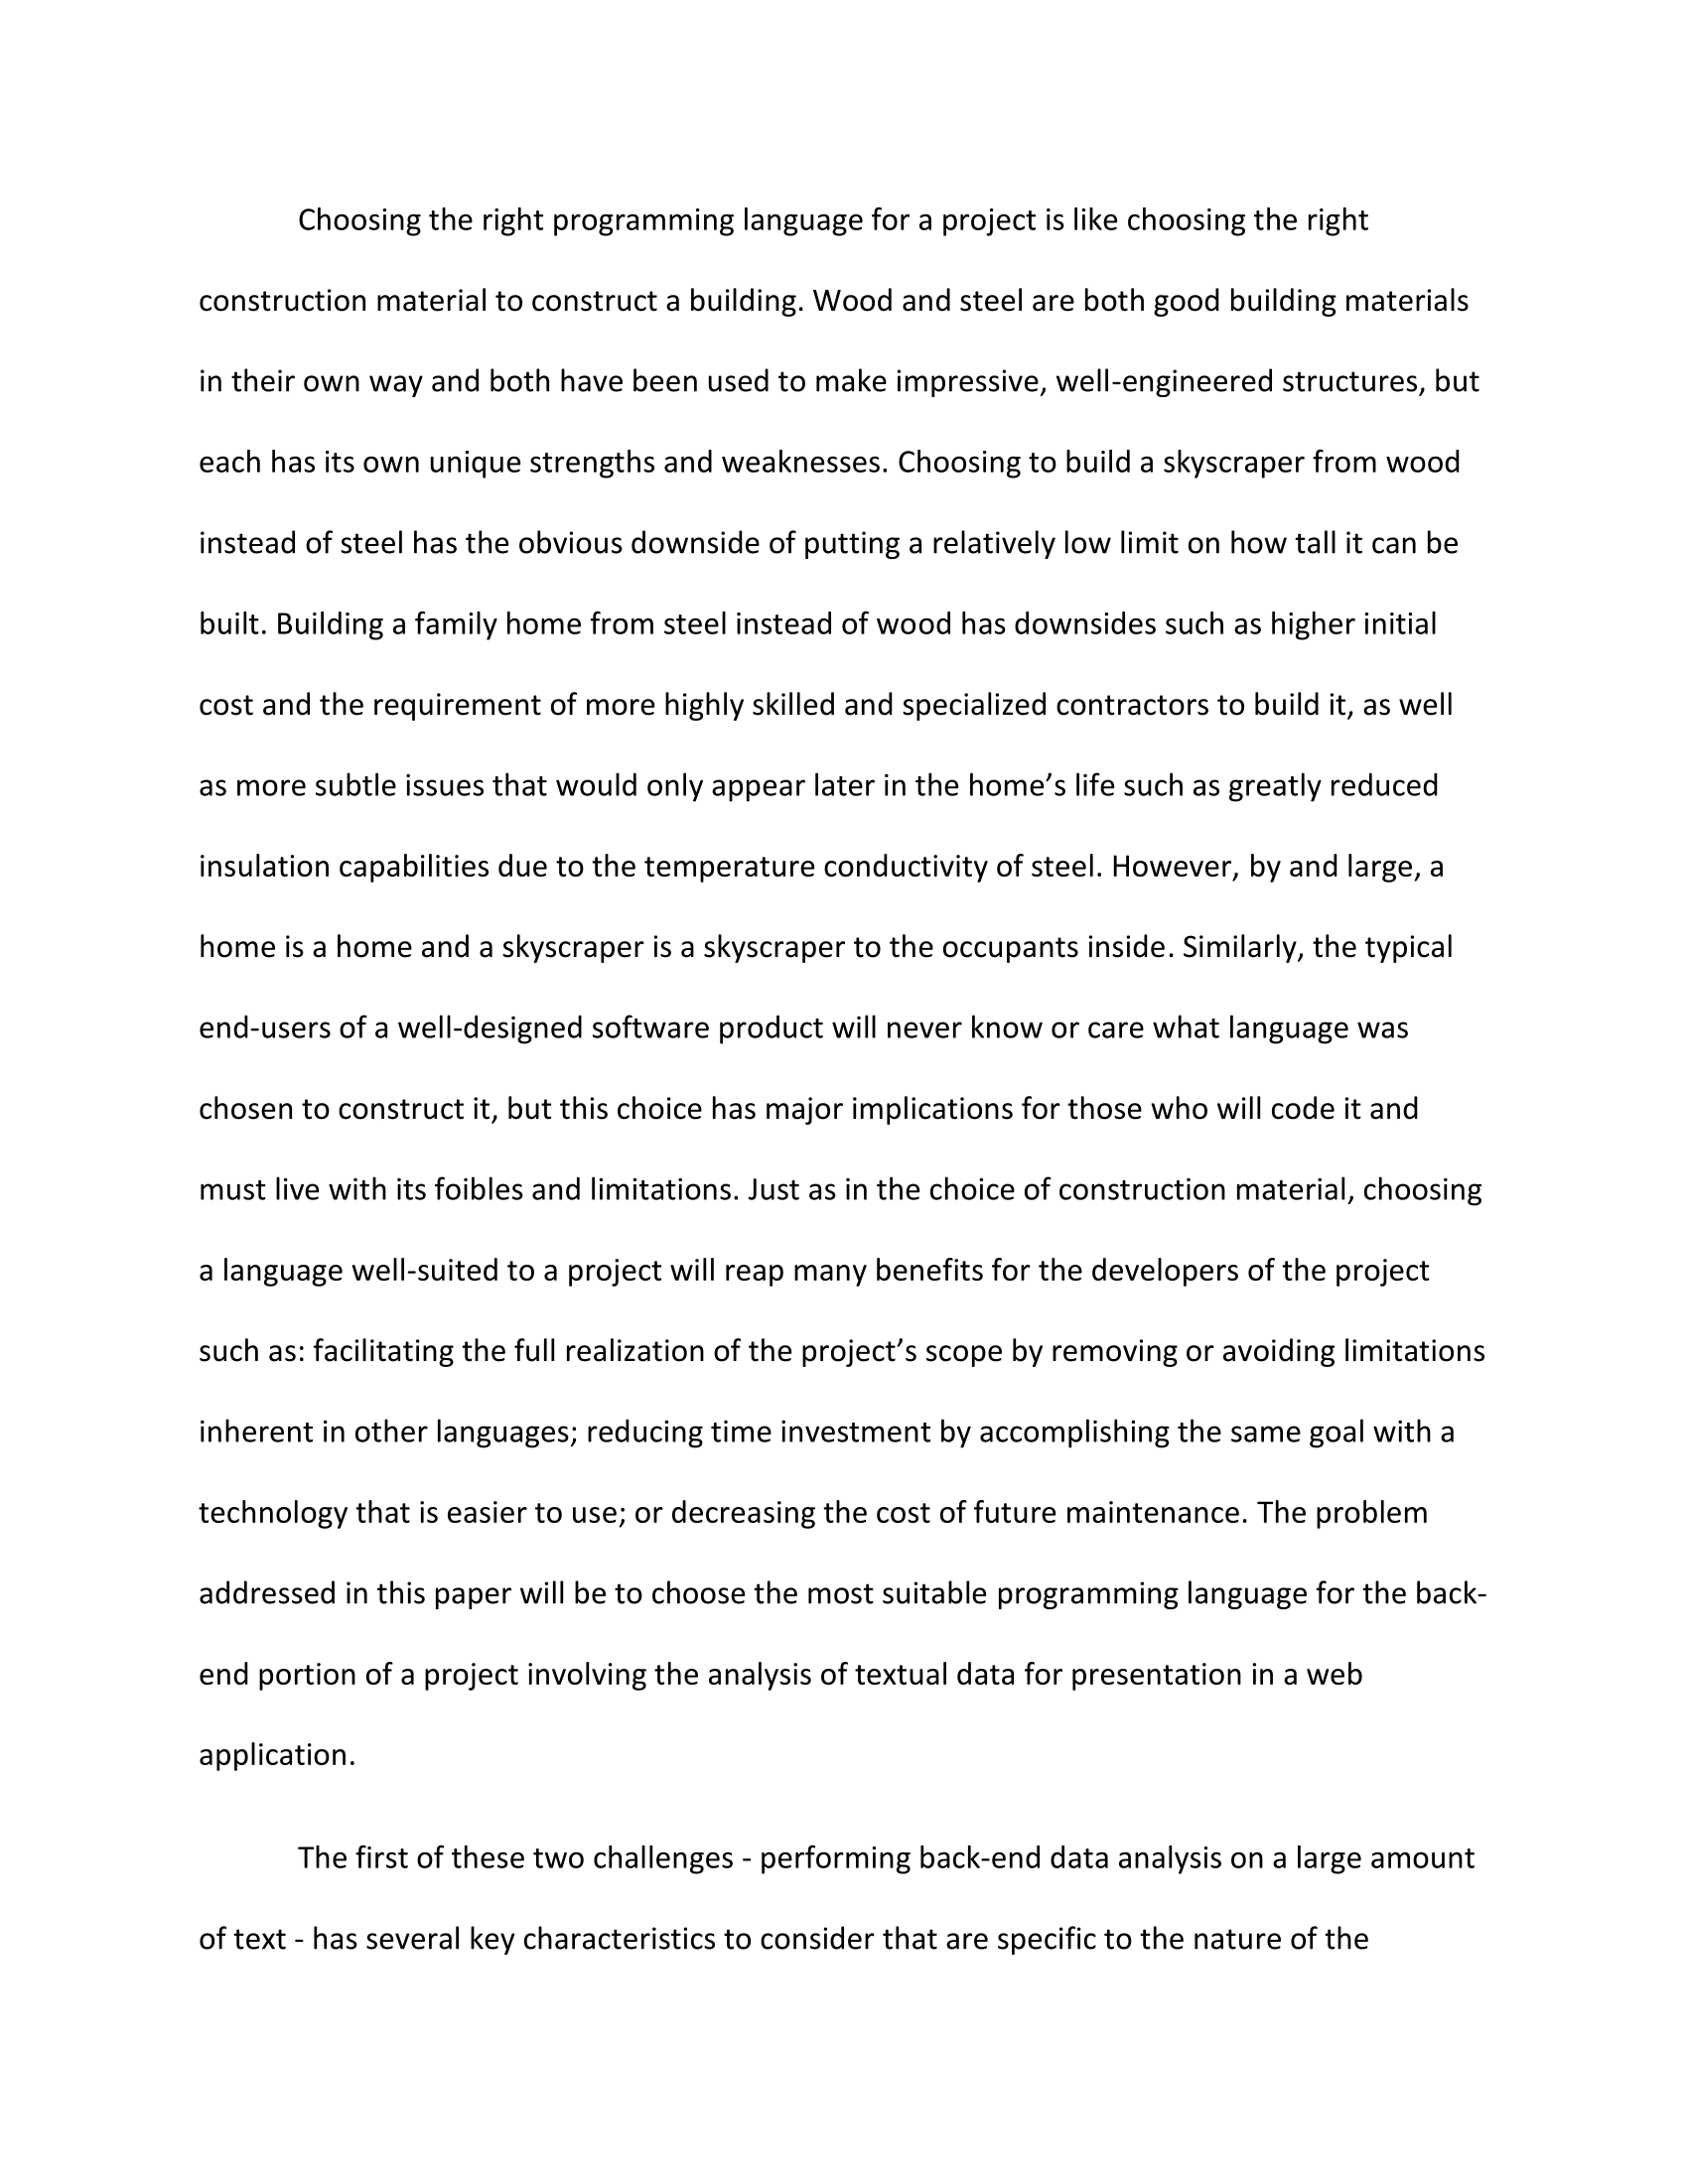 Choosing the right programming language for a project is like choosing the right
construction material to construct a building. Wood and steel are both good building materials
in their own way and both have been used to make impressive, well-engineered structures, but
each has its own unique strengths and weaknesses. Choosing to build a skyscraper from wood
instead of steel has the obvious downside of putting a relatively low limit on how tall it can be
built. Building a family home from steel instead of wood has downsides such as higher initial
cost and the requirement of more highly skilled and specialized contractors to build it, as well
as more subtle issues that would only appear later in the home’s life such as greatly reduced
insulation capabilities due to the temperature conductivity of steel. However, by and large, a
home is a home and a skyscraper is a skyscraper to the occupants inside. Similarly, the typical
end-users of a well-designed software product will never know or care what language was
chosen to construct it, but this choice has major implications for those who will code it and
must live with its foibles and limitations. Just as in the choice of construction material, choosing
a language well-suited to a project will reap many benefits for the developers of the project
such as: facilitating the full realization of the project’s scope by removing or avoiding limitations
inherent in other languages; reducing time investment by accomplishing the same goal with a
technology that is easier to use; or decreasing the cost of future maintenance. The problem
addressed in this paper will be to choose the most suitable programming language for the back-
end portion of a project involving the analysis of textual data for presentation in a web
application.
The first of these two challenges - performing back-end data analysis on a large amount
of text - has several key characteristics to consider that are specific to the nature of the